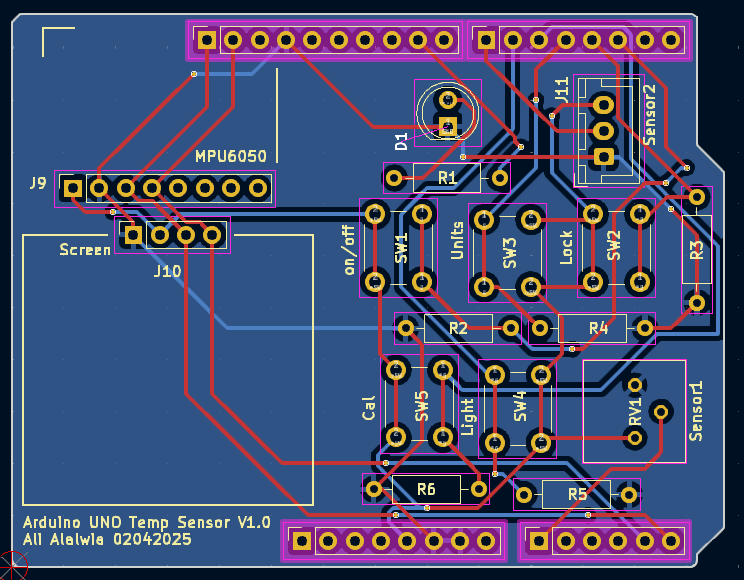 J11
Sensor2
D1
MPU6050
J9
R1
on/off
SW1
Units
SW3
Lock
SW2
R3
Screen
J10
R2
R4
Cal
SW5
Light
SW4
RV1
Sensor1
R6
R5
Arduino UNO Temp Sensor V1.0
Ali Alalwia 02042025